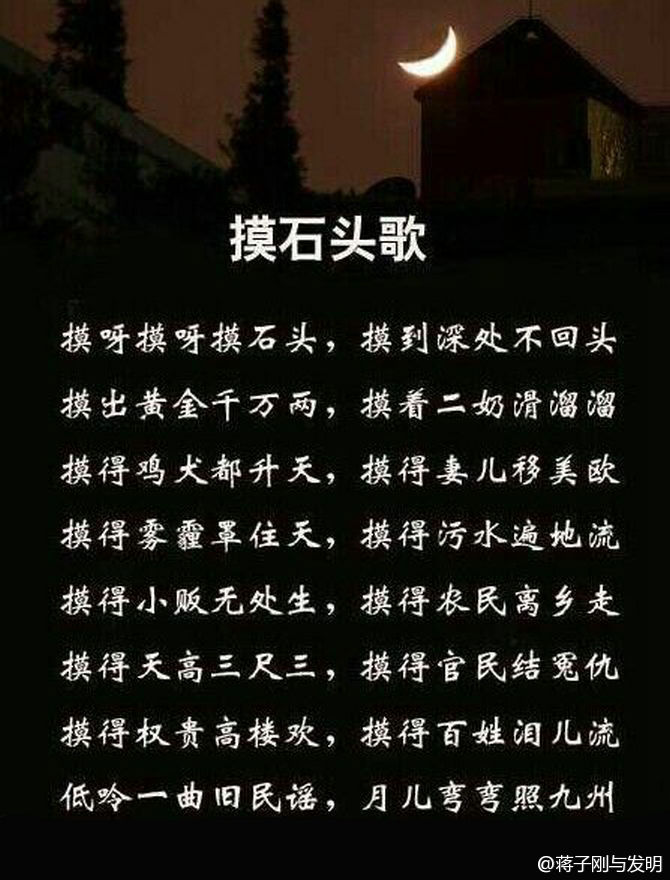 摸石头歌
摸呀摸呀摸石头，摸到深处不回头
摸出黄金千万两，摸着二奶滑溜溜
摸得鸡犬都升天，摸得妻儿移美欧
摸得雾霾罩住天，摸得污水遍地流
摸得小贩无处生，摸得农民离乡走
摸得天高三尺三，摸得官民结冤仇
摸得权贵高楼欢，摸得百姓泪儿流
低呤一曲旧民谣，月儿弯弯照九州
@蒋子刚与发明